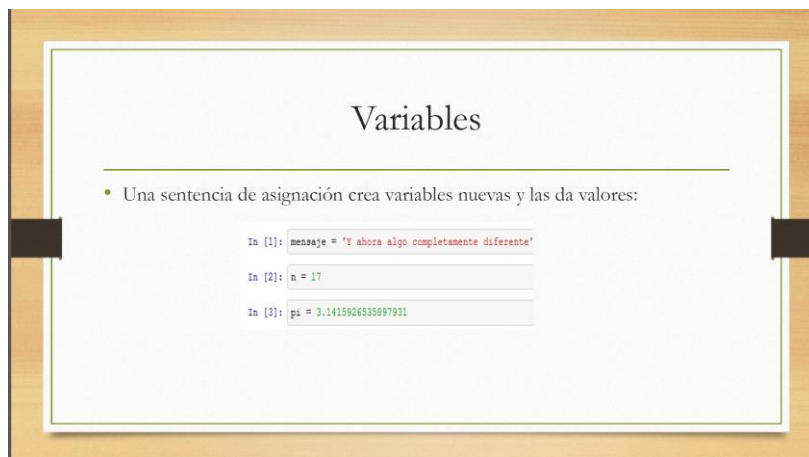 Variables
• Una sentencia de asignación crea variables nuevas y las da valores:
In [1]: mensaje = 'Y ahora algo completamente diferente'
In [2]: n = 17
In [3]: pi = 3.1415926535897931